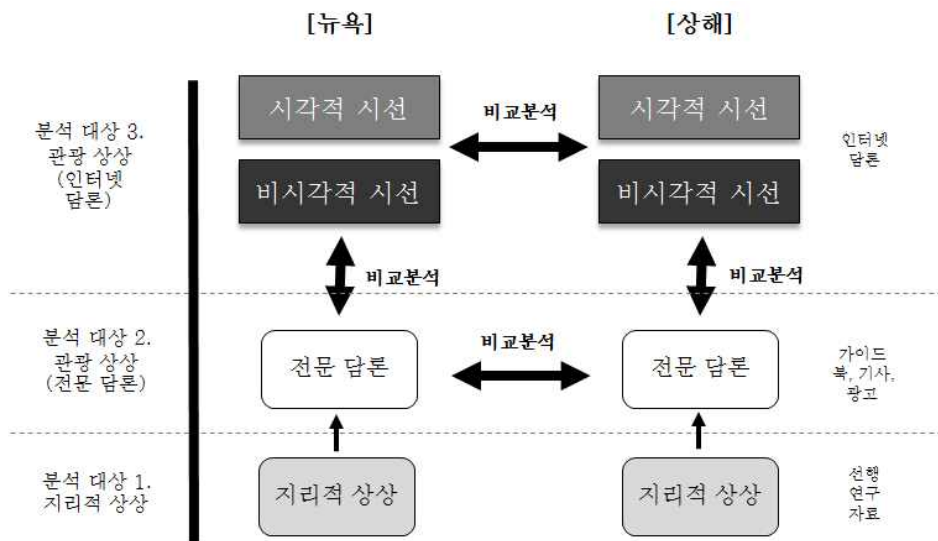 [뉴욕]
[상해]
분석 대상 3.
관광 상상
(인터넷
담론)
시각적 시선
비교분석
시각적 시선
인터넷
담론
비시각적 시선
비시각적 시선
비교분석
비교분석
분석 대상 2.
관광 상상
(전문 담론)
전문 담론
비교분석
전문 담론
가이드
북, 기사,
광고
분석 대상 1.
지리적 상상
지리적 상상
지리적 상상
선행
연구
자료